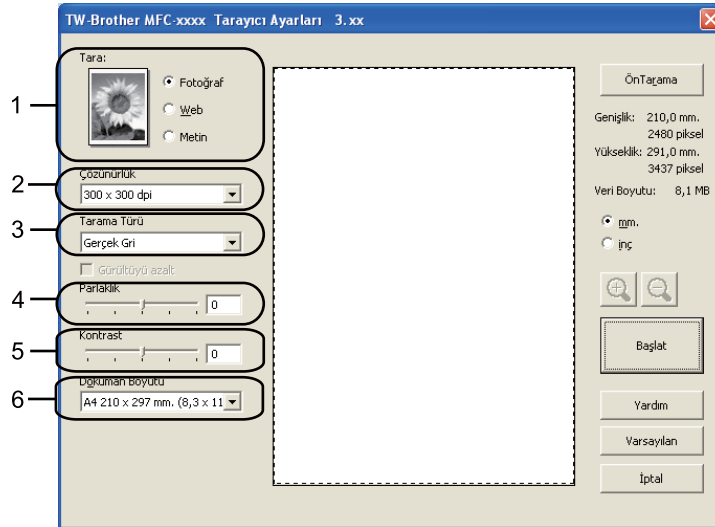 TW-Brother MFC-xxxx Tarayıcı Ayarları 3.xx
1
Tara:
Fotoğraf
Web
Metin
2
Çözünürlük
300 x 300 dpi
3
Tarama Türü
Gerçek Gri
Gürültüyü azalt
4
Parlaklık
0
5
Kontrast
0
6
Doküman Boyutu
A4 210 x 297 mm. (8,3 x 11
ÖnTarama
Genişlik: 210,0 mm.
2480 piksel
Yükseklik: 291,0 mm.
3437 piksel
Veri Boyutu: 8,1 MB
mm.
inç
Başlat
Yardım
Varsayılan
İptal